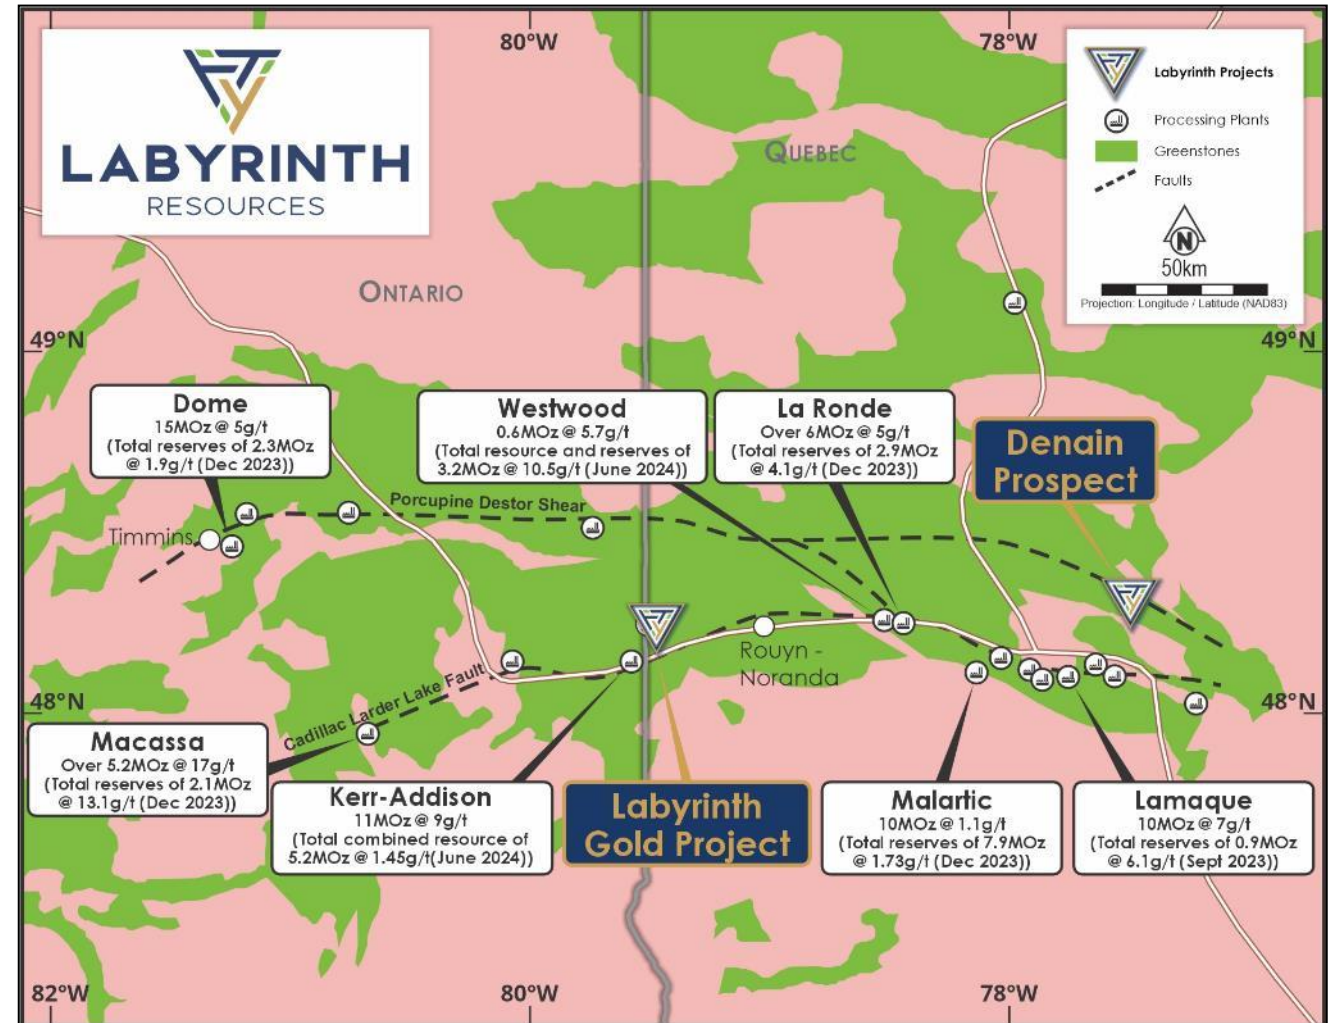 80°W
78°W
LABYRINTH
RESOURCES
Labyrinth Projects
Processing Plants
Greenstones
Faults
N
50km
Projection: Longitude / Latitude (NAD83)
QUEBEC
ONTARIO
49°N
49°N
Dome
15MOz @ 5g/t
(Total reserves of 2.3MOz
@ 1.9g/t (Dec 2023))
Westwood
0.6MOz @ 5.7g/t
(Total resource and reserves of
3.2MOz @ 10.5g/t (June 2024))
La Ronde
Over 6MOz @ 5g/t
(Total reserves of 2.9MOz
@ 4.1g/t (Dec 2023))
Denain
Prospect
Porcupine Destor Shear
Timmins
Rouyn -
Noranda
Cadillac Larder Lake Fault
48°N
48°N
Macassa
Over 5.2MOz @ 17g/t
(Total reserves of 2.1MOz
@ 13.1g/t (Dec 2023))
Kerr-Addison
11MOz @ 9g/t
(Total combined resource of
5.2MOz @ 1.45g/t(June 2024))
Labyrinth
Gold Project
Malartic
10MOz @ 1.1g/t
(Total reserves of 7.9MOz
@ 1.73g/t (Dec 2023))
Lamaque
10MOz @ 7g/t
(Total reserves of 0.9MOz
@ 6.1g/t (Sept 2023))
82°W
80°W
78°W